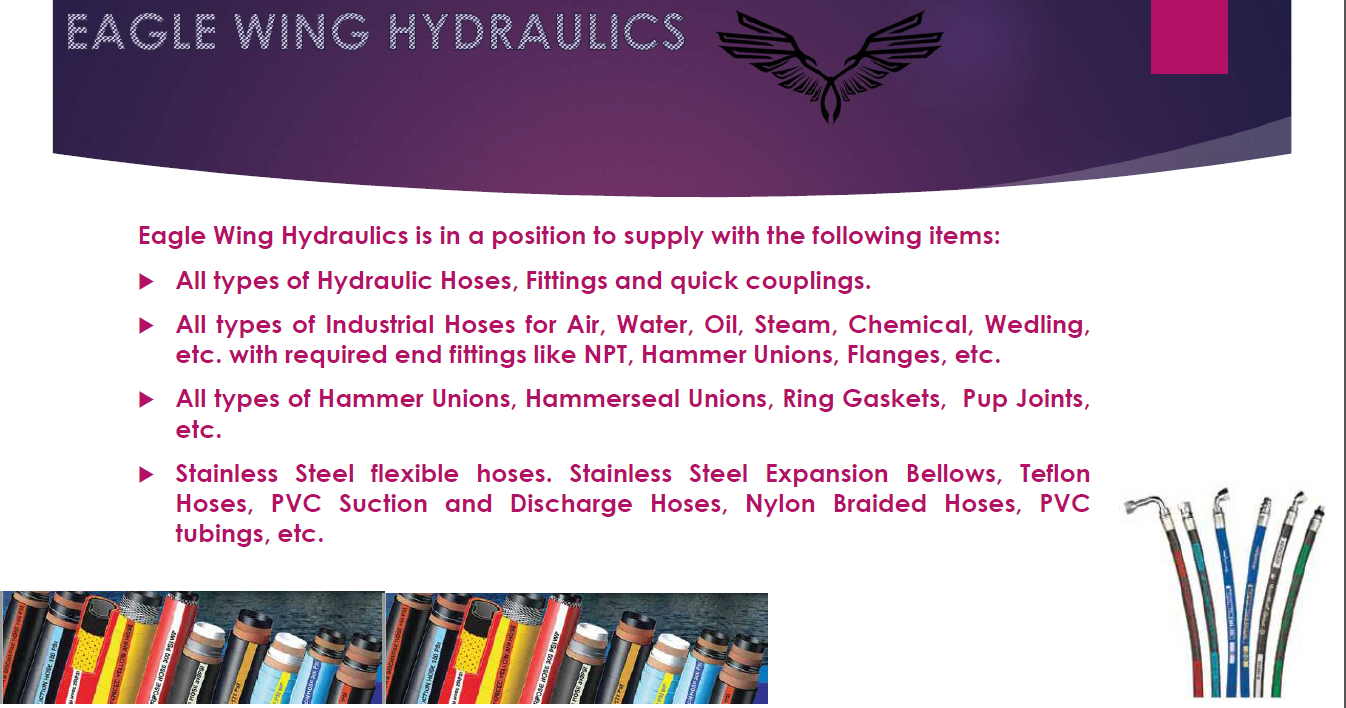 EAGLE WING HYDRAULICS
Eagle Wing Hydraulics is in a position to supply with the following items:
All types of Hydraulic Hoses, Fittings and quick couplings.
All types of Industrial Hoses for Air, Water, Oil, Steam, Chemical, Wedling,
etc. with required end fittings like NPT, Hammer Unions, Flanges, etc.
All types of Hammer Unions, Hammerseal Unions, Ring Gaskets, Pup Joints,
etc.
Stainless Steel flexible hoses. Stainless Steel Expansion Bellows, Teflon
Hoses, PVC Suction and Discharge Hoses, Nylon Braided Hoses, PVC
tubings, etc.